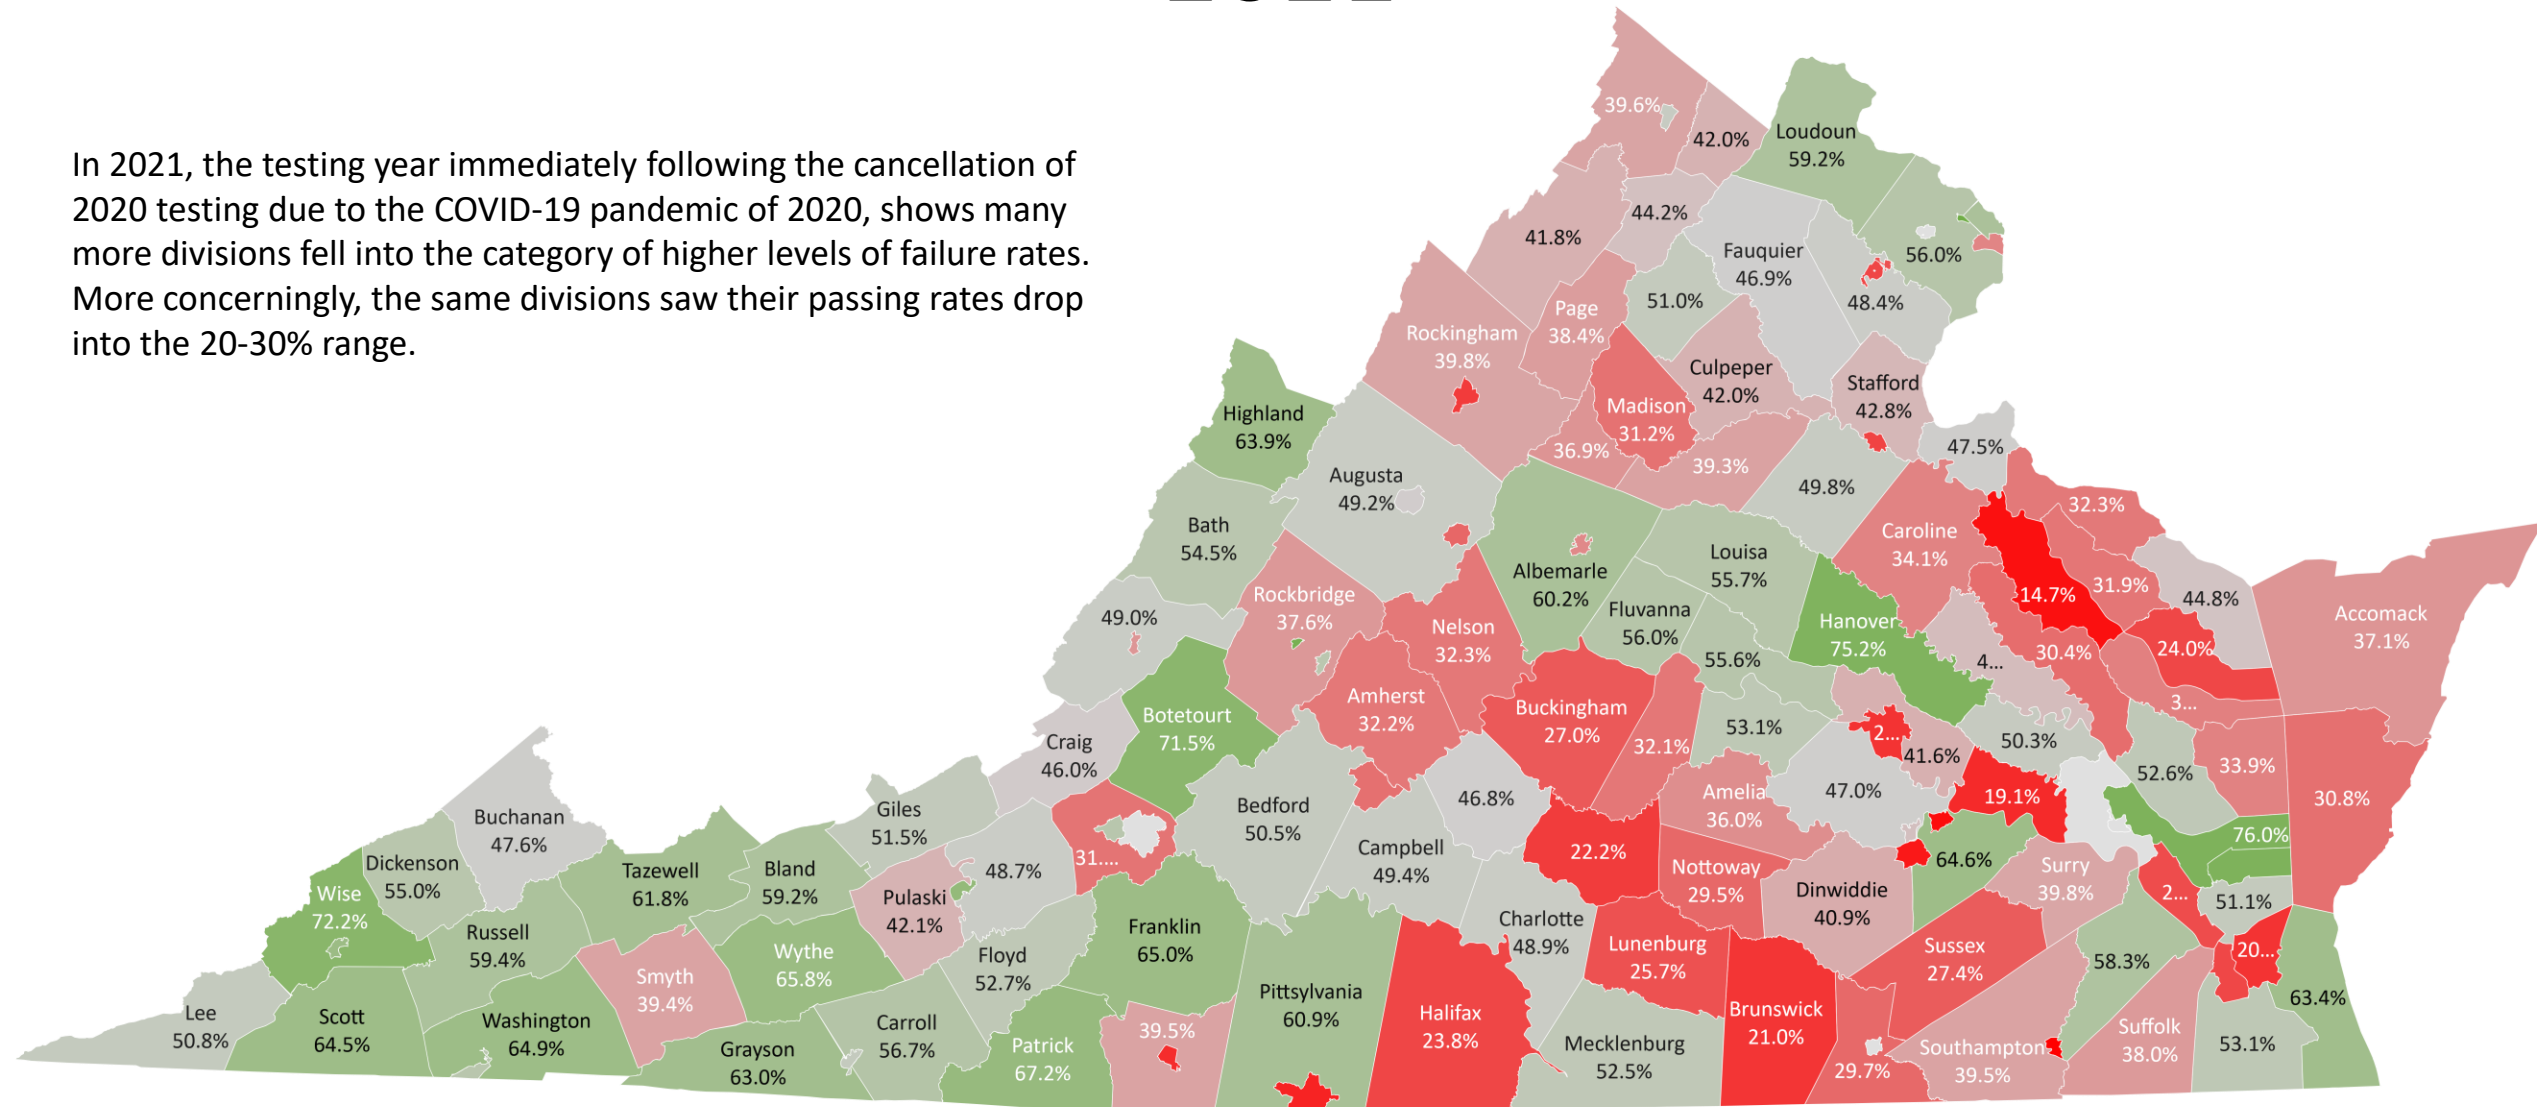 In 2021, the testing year immediately following the cancellation of
2020 testing due to the COVID-19 pandemic of 2020, shows many
more divisions fell into the category of higher levels of failure rates.
More concerningly, the same divisions saw their passing rates drop
into the 20-30% range.
39.6%
42.0%
Loudoun
59.2%
44.2%
41.8%
Fauquier
46.9%
56.0%
51.0%
48.4%
Page
38.4%
Rockingham
39.8%
Culpeper
42.0%
Stafford
42.8%
Madison
31.2%
Highland
63.9%
36.9%
39.3%
47.5%
Augusta
49.2%
49.8%
32.3%
Bath
54.5%
Caroline
34.1%
Louisa
55.7%
Albemarle
60.2%
14.7%
31.9%
44.8%
Rockbridge
37.6%
49.0%
Fluvanna
56.0%
Hanover
75.2%
Accomack
37.1%
Nelson
32.3%
55.6%
4...
30.4%
24.0%
Amherst
32.2%
Botetourt
71.5%
Buckingham
27.0%
3...
53.1%
32.1%
2...
41.6%
50.3%
Craig
46.0%
52.6%
33.9%
Giles
51.5%
Bedford
50.5%
46.8%
Amelia
36.0%
47.0%
19.1%
30.8%
Buchanan
47.6%
76.0%
Dickenson
55.0%
Tazewell
61.8%
Bland
59.2%
48.7%
31....
Campbell
49.4%
22.2%
64.6%
Nottoway
29.5%
Surry
39.8%
Wise
72.2%
Pulaski
42.1%
Dinwiddie
40.9%
2...
51.1%
Russell
59.4%
Franklin
65.0%
Charlotte
48.9%
Wythe
65.8%
Lunenburg
25.7%
Sussex
27.4%
20...
Floyd
52.7%
Smyth
39.4%
58.3%
Pittsylvania
60.9%
63.4%
Lee
50.8%
Scott
64.5%
Washington
64.9%
Carroll
56.7%
Halifax
23.8%
Brunswick
21.0%
39.5%
Suffolk
38.0%
Grayson
63.0%
Patrick
67.2%
Mecklenburg
52.5%
53.1%
29.7%
Southampton
39.5%